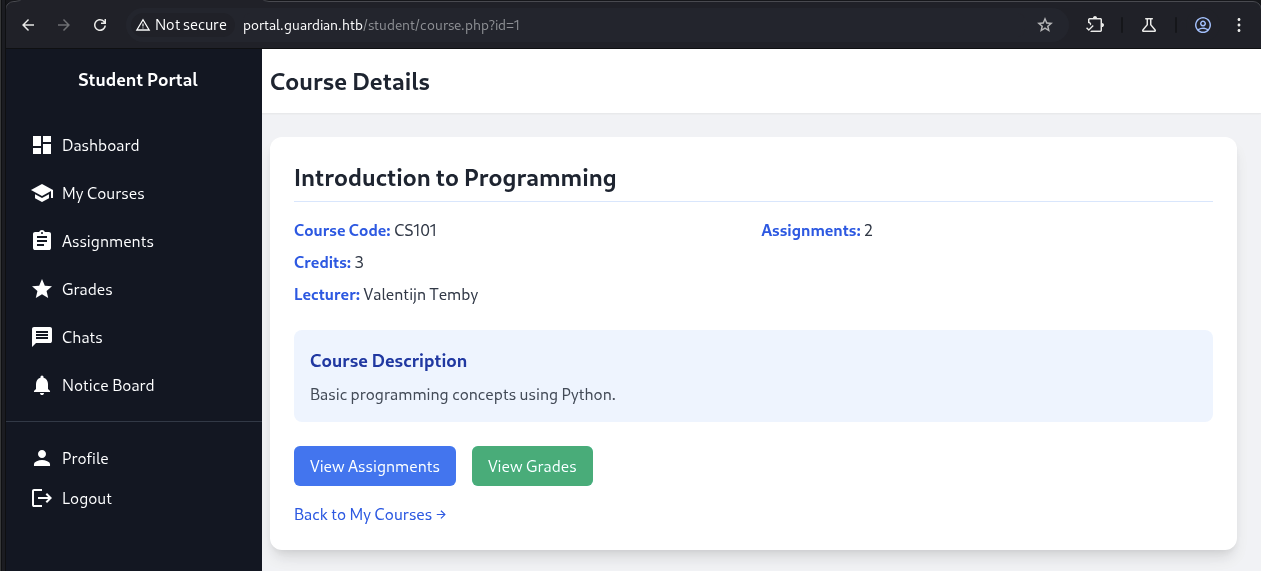 Not secure portal.guardian.htb/student/course.php?id=1
Student Portal
Dashboard
My Courses
Assignments
Grades
Chats
Notice Board
Profile
Logout
Course Details
Introduction to Programming
Course Code: CS101
Assignments: 2
Credits: 3
Lecturer: Valentijn Temby
Course Description
Basic programming concepts using Python.
View Assignments
View Grades
Back to My Courses →